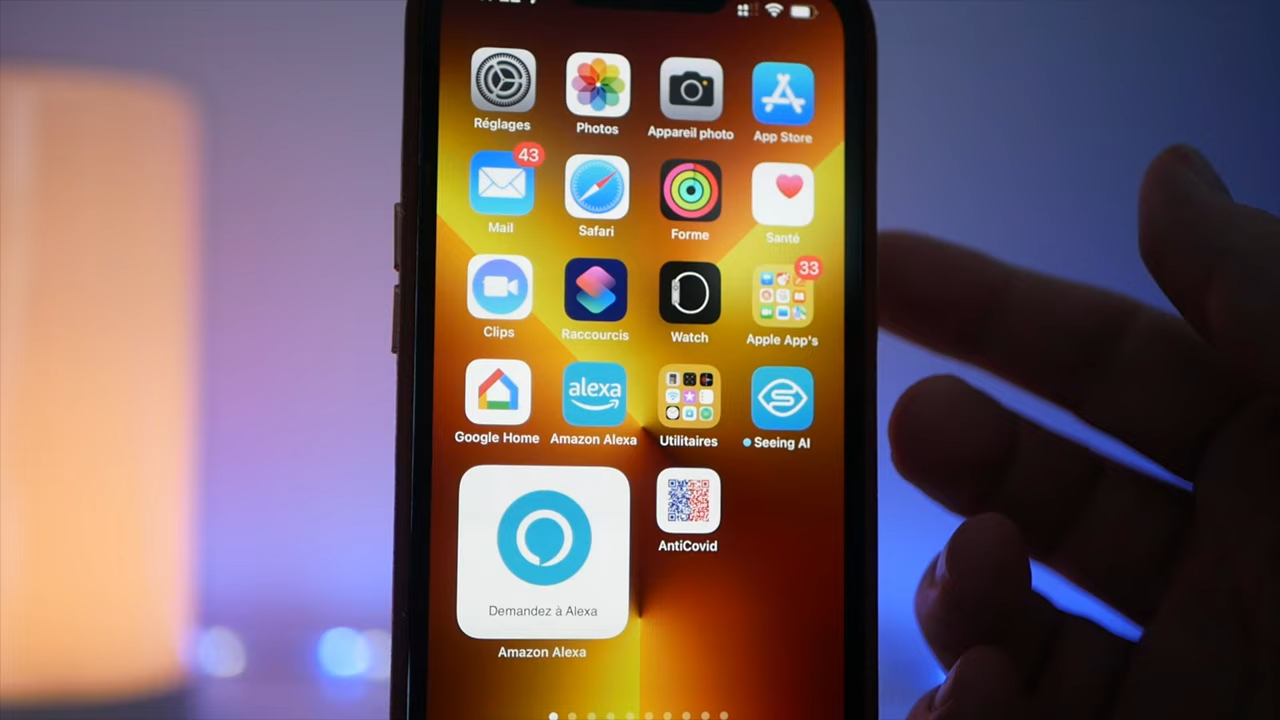 Réglages
Photos
Appareil photo
App Store
43
Mail
Safari
Forme
Santé
33
Clips
Raccourcis
Watch
Apple App's
alexa
Google Home
Amazon Alexa
Utilitaires
Seeing AI
Demandez à Alexa
Amazon Alexa
AntiCovid